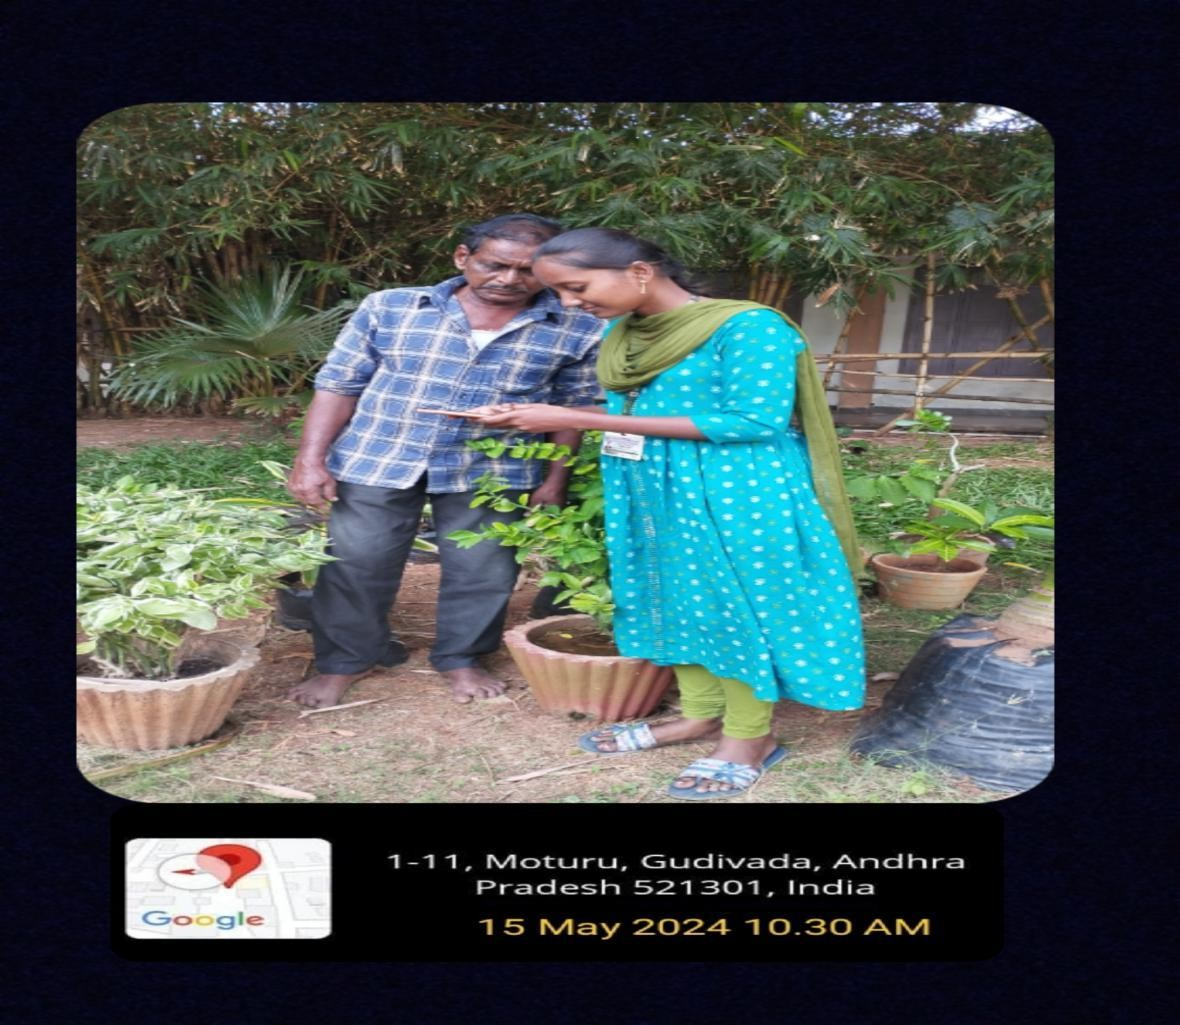 1-11, Moturu, Gudivada, Andhra
Pradesh 521301, India
Google
15 May 2024 10.30 AM